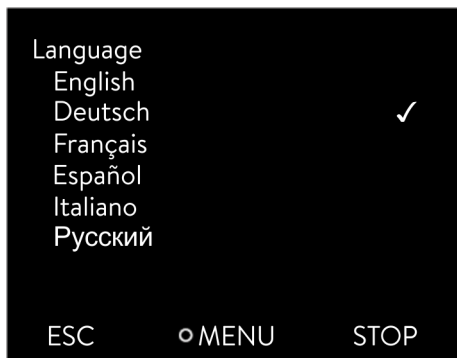 Language
English
Deutsch ✓
Français
Español
Italiano
Русский
ESC MENU STOP